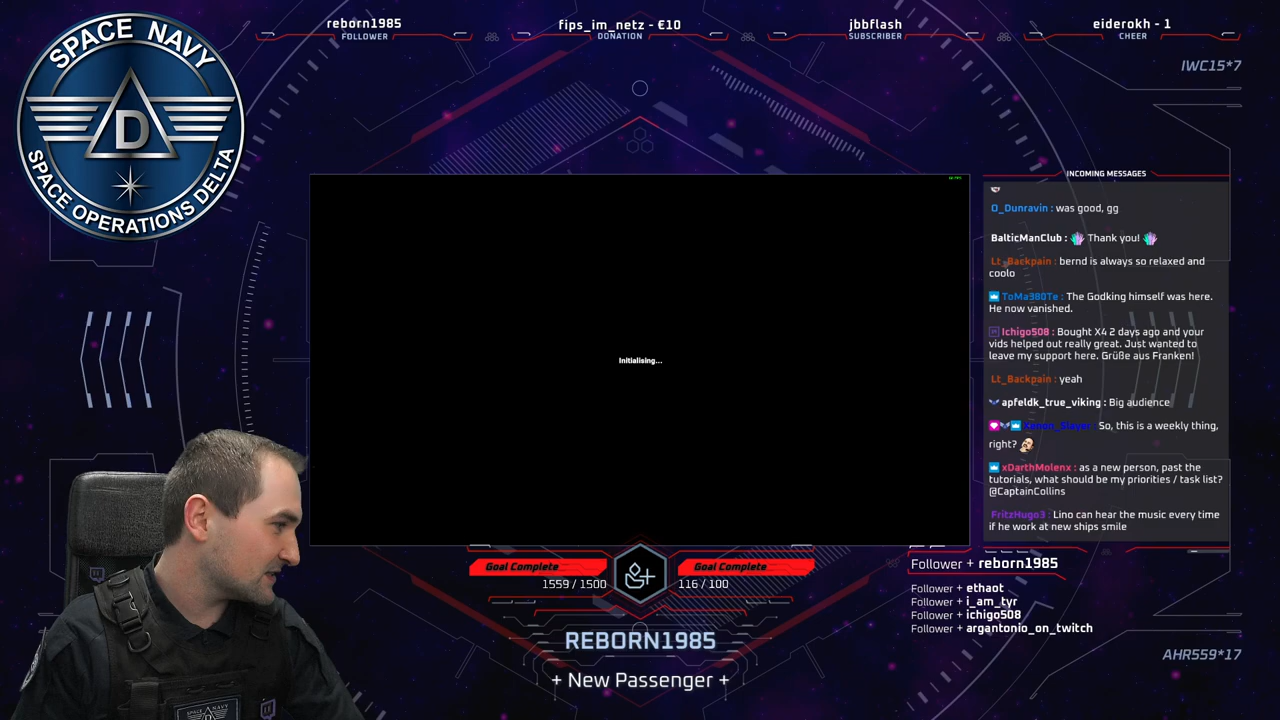 SPACE NAVY
D
SPACE OPERATIONS DELTA
reborn1985
FOLLOWER
fips_im_netz - €10
DONATION
jbbflash
SUBSCRIBER
eiderokh - 1
CHEER
IWC15*7
INCOMING MESSAGES
O_Dunravin : was good, gg
BalticManClub : Thank you!
Lt_Backpain : bernd is always so relaxed and
coolo
ToMa380Te : The Godking himself was here.
He now vanished.
Ichigo508 : Bought X4 2 days ago and your
vids helped out really great. Just wanted to
leave my support here. Grüße aus Franken!
Lt_Backpain : yeah
apfeldk_true_viking : Big audience
Xenon_Slayer : So, this is a weekly thing,
right?
xDarthMolenx : as a new person, past the
tutorials, what should be my priorities / task list?
@CaptainCollins
FritzHugo3 : Lino can hear the music every time
if he work at new ships smile
Initialising...
Goal Complete
1559 / 1500
Goal Complete
116 / 100
REBORN1985
+ New Passenger +
Follower + reborn1985
Follower + ethaot
Follower + i_am_tyr
Follower + ichigo508
Follower + argantonio_on_twitch
AHR559*17
SPACE NAVY
D